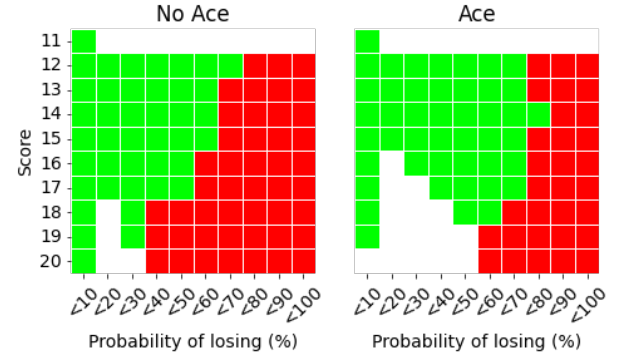 No Ace
Ace
Score
11
12
13
14
15
16
17
18
19
20
<10 <20 <30 <40 <50 <60 <70 <80 <90 <100
<10 <20 <30 <40 <50 <60 <70 <80 <90 <100
Probability of losing (%)
Probability of losing (%)